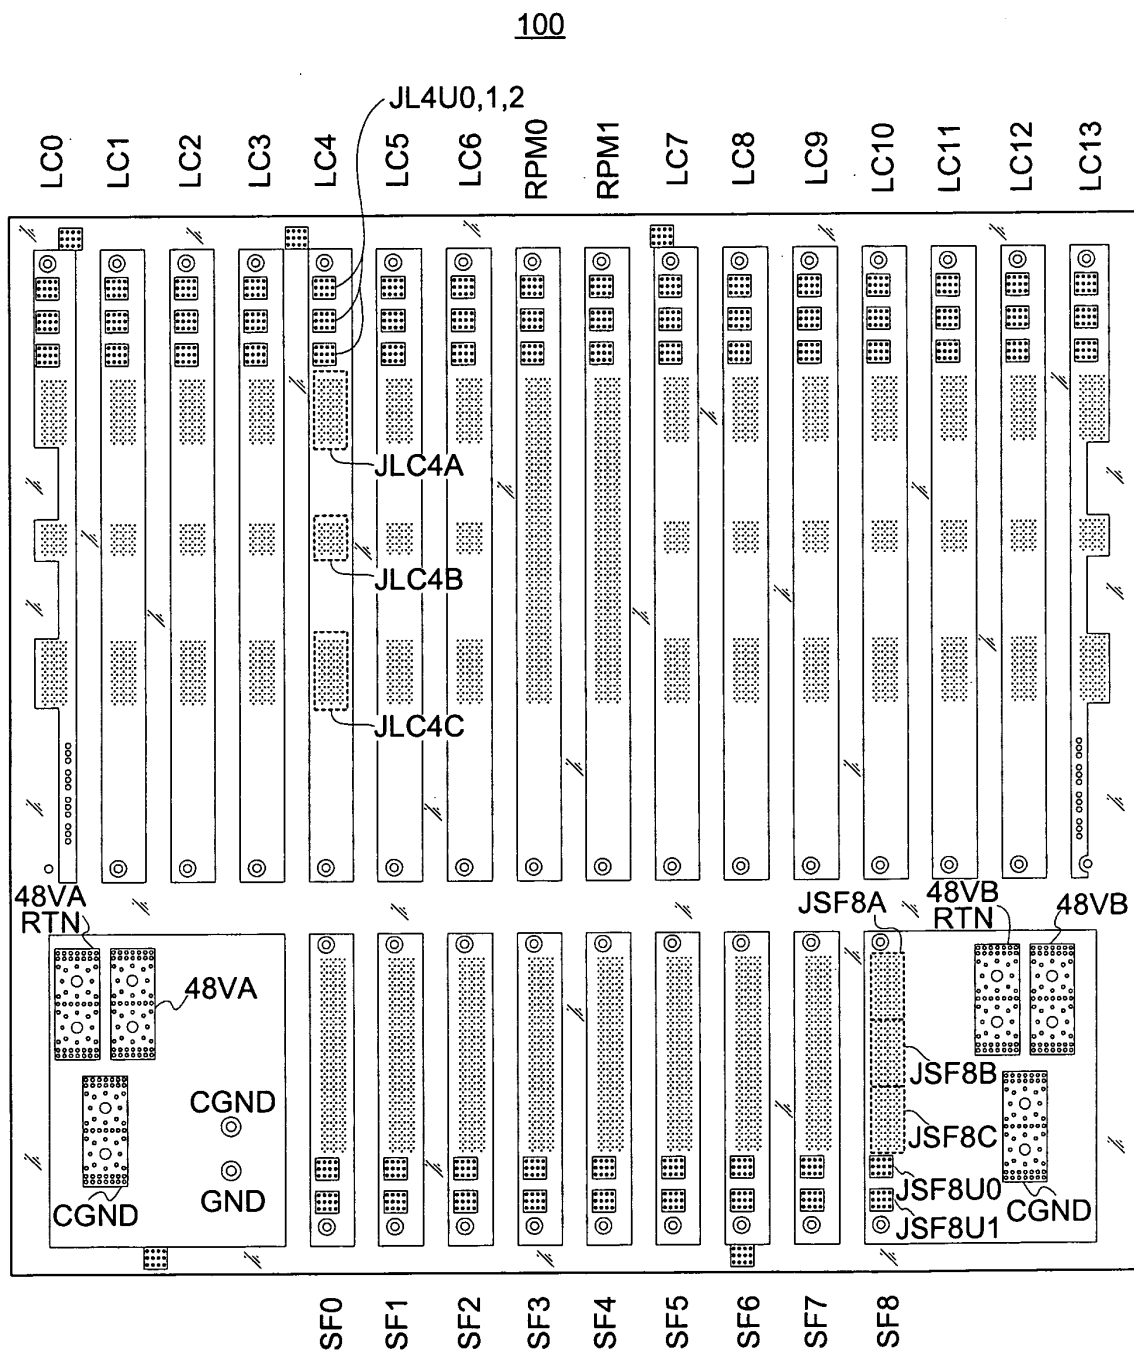 100
JL4U0,1,2
LC0
LC1
LC2
LC3
LC4
LC5
LC6
RPM0
RPM1
LC7
LC8
LC9
LC10
LC11
LC12
LC13
JLC4A
JLC4B
JLC4C
48VA
RTN
48VA
CGND
GND
CGND
JSF8A
48VB
RTN
48VB
JSF8B
JSF8C
JSF8U0
JSF8U1
CGND
SF0
SF1
SF2
SF3
SF4
SF5
SF6
SF7
SF8